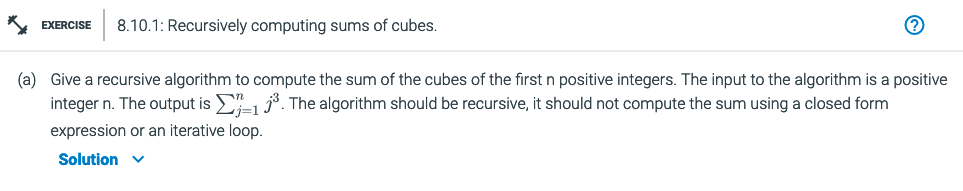 EXERCISE 8.10.1: Recursively computing sums of cubes.
(a) Give a recursive algorithm to compute the sum of the cubes of the first n positive integers. The input to the algorithm is a positive
integer n. The output is ∑ⁿⱼ₌₁ j³. The algorithm should be recursive, it should not compute the sum using a closed form
expression or an iterative loop.
Solution